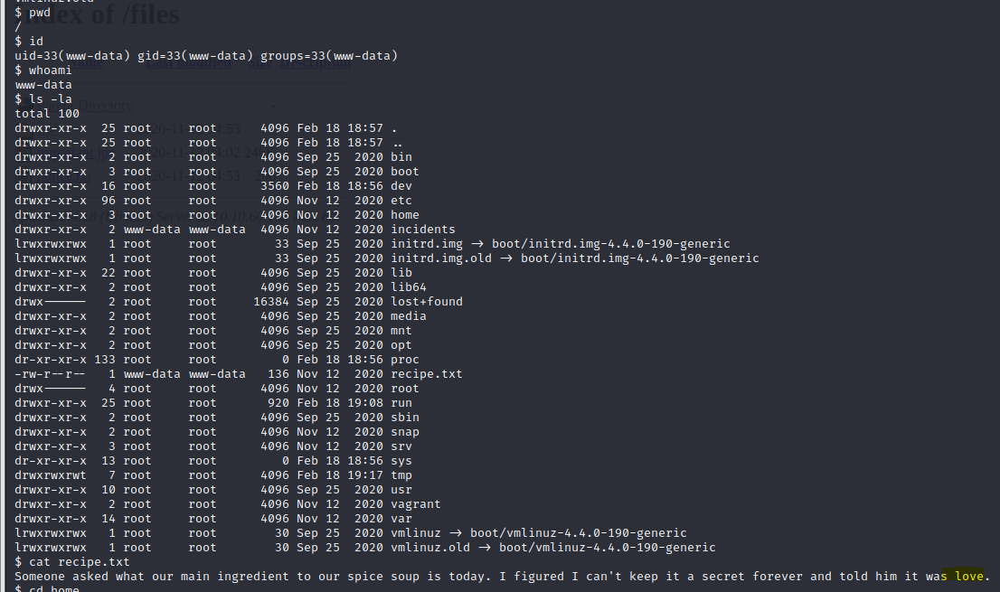 $ pwd
/
$ id
uid=33(www-data) gid=33(www-data) groups=33(www-data)
$ whoami
www-data
$ ls -la
total 100
drwxr-xr-x  25 root     root      4096 Feb 18 18:57 .
drwxr-xr-x  25 root     root      4096 Feb 18 18:57 ..
drwxr-xr-x   2 root     root      4096 Sep 25  2020 bin
drwxr-xr-x   3 root     root      4096 Sep 25  2020 boot
drwxr-xr-x  16 root     root      3560 Feb 18 18:56 dev
drwxr-xr-x  96 root     root      4096 Nov 12  2020 etc
drwxr-xr-x   3 root     root      4096 Nov 12  2020 home
drwxr-xr-x   2 www-data www-data  4096 Nov 12  2020 incidents
lrwxrwxrwx   1 root     root        33 Sep 25  2020 initrd.img → boot/initrd.img-4.4.0-190-generic
lrwxrwxrwx   1 root     root        33 Sep 25  2020 initrd.img.old → boot/initrd.img-4.4.0-190-generic
drwxr-xr-x  22 root     root      4096 Sep 25  2020 lib
drwxr-xr-x   2 root     root      4096 Sep 25  2020 lib64
drwx------   2 root     root     16384 Sep 25  2020 lost+found
drwxr-xr-x   2 root     root      4096 Sep 25  2020 media
drwxr-xr-x   2 root     root      4096 Sep 25  2020 mnt
drwxr-xr-x   2 root     root      4096 Sep 25  2020 opt
dr-xr-xr-x 133 root     root         0 Feb 18 18:56 proc
-rw-r--r--   1 www-data www-data   136 Nov 12  2020 recipe.txt
drwx------   4 root     root      4096 Nov 12  2020 root
drwxr-xr-x  25 root     root       920 Feb 18 19:08 run
drwxr-xr-x   2 root     root      4096 Sep 25  2020 sbin
drwxr-xr-x   2 root     root      4096 Nov 12  2020 snap
drwxr-xr-x   3 root     root      4096 Nov 12  2020 srv
dr-xr-xr-x  13 root     root         0 Feb 18 18:56 sys
drwxrwxrwt   7 root     root      4096 Feb 18 19:17 tmp
drwxr-xr-x  10 root     root      4096 Sep 25  2020 usr
drwxr-xr-x   2 root     root      4096 Nov 12  2020 vagrant
drwxr-xr-x  14 root     root      4096 Nov 12  2020 var
lrwxrwxrwx   1 root     root        30 Sep 25  2020 vmlinuz → boot/vmlinuz-4.4.0-190-generic
lrwxrwxrwx   1 root     root        30 Sep 25  2020 vmlinuz.old → boot/vmlinuz-4.4.0-190-generic
$ cat recipe.txt
Someone asked what our main ingredient to our spice soup is today. I figured I can't keep it a secret forever and told him it was love.
$ cd home